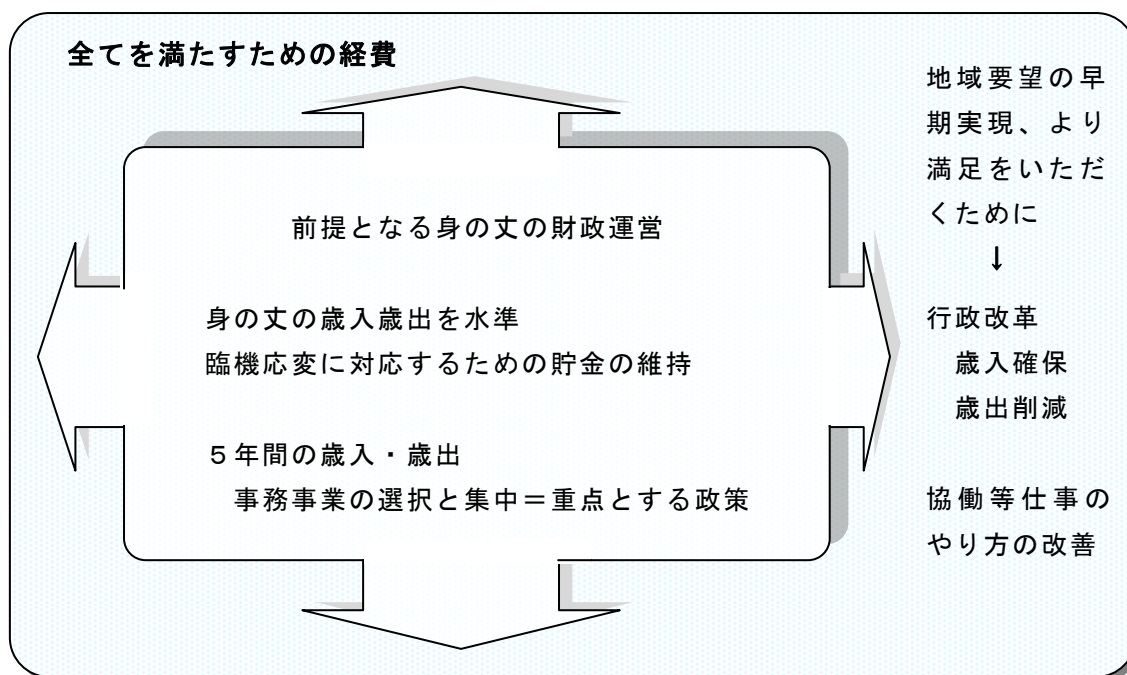 全てを満たすための経費
前提となる身の丈の財政運営
身の丈の歳入歳出を水準
臨機応変に対応するための貯金の維持
５年間の歳入・歳出
事務事業の選択と集中＝重点とする政策
地域要望の早
期実現、より
満足をいただ
くために
↓
行政改革
歳入確保
歳出削減
協働等仕事の
やり方の改善